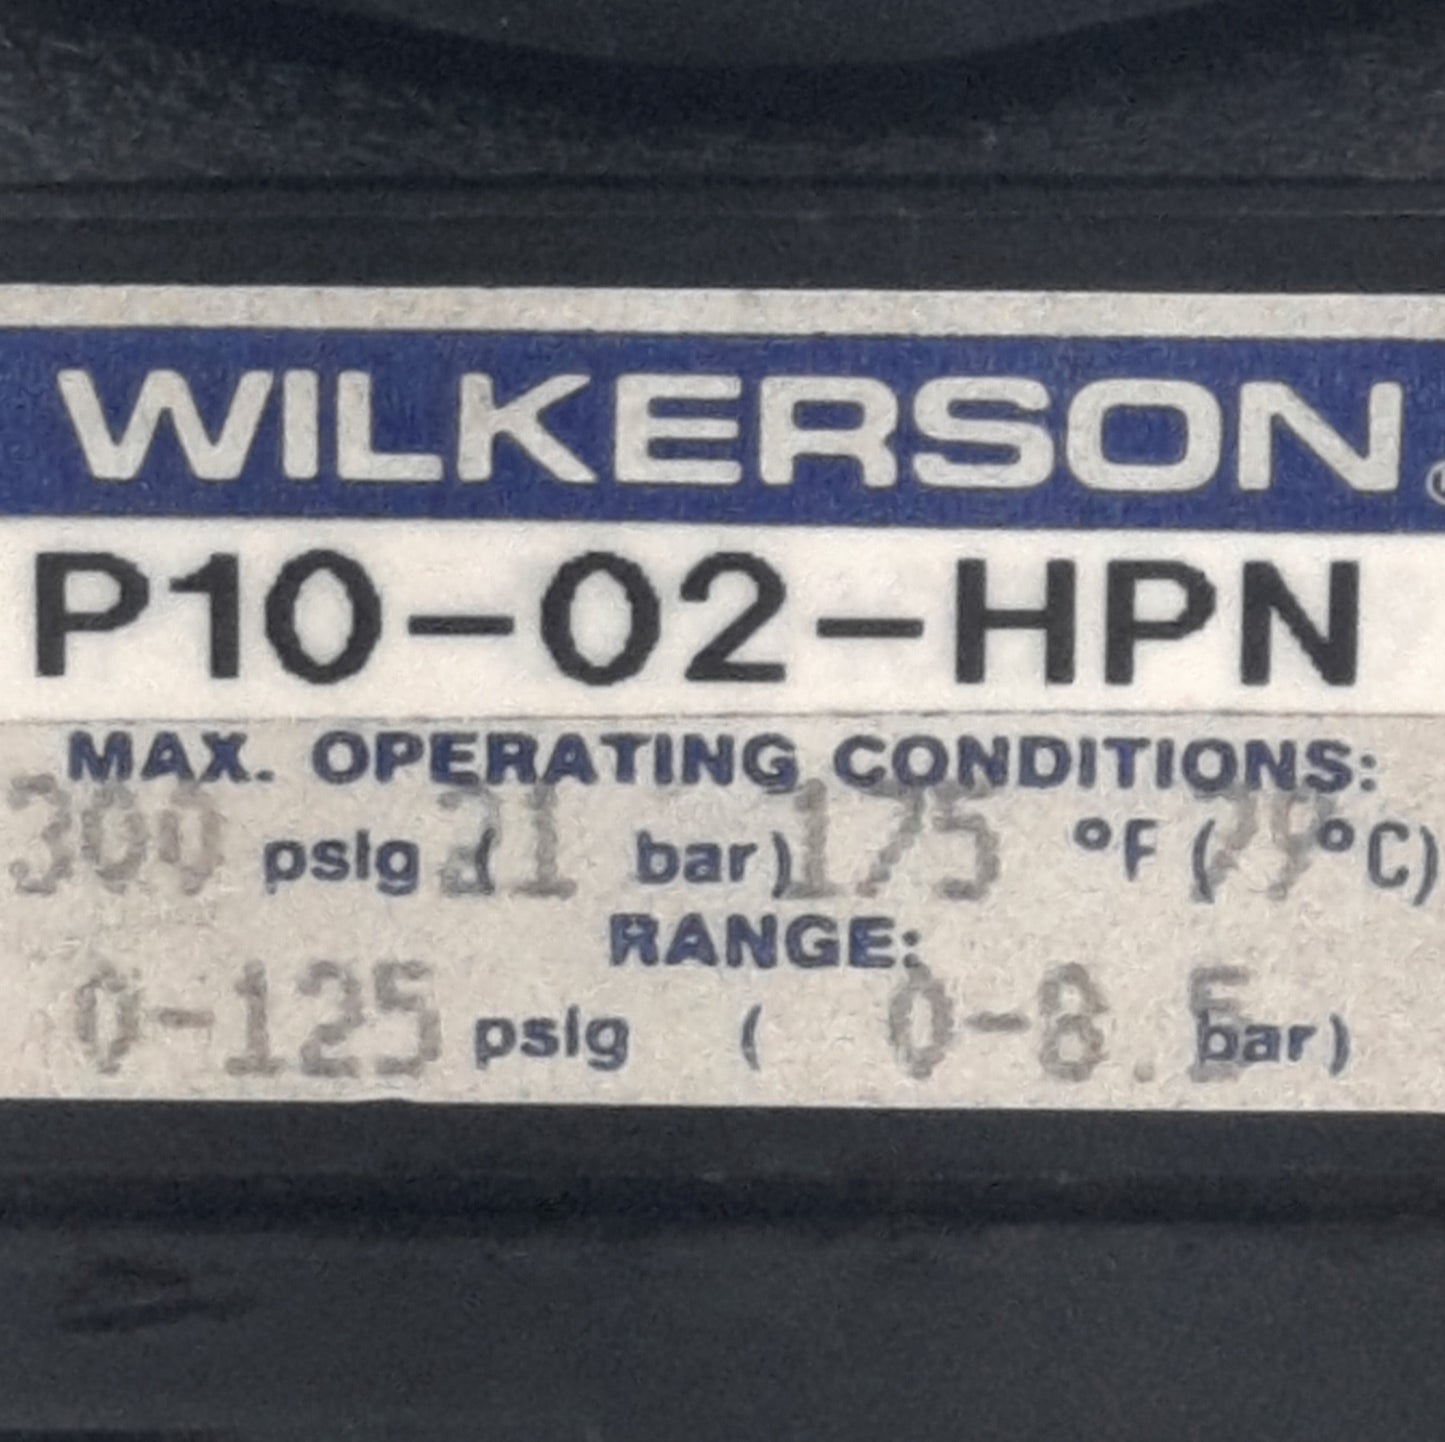 WILKERSON
P10-02-HPN
MAX. OPERATING CONDITIONS:
300 psig (21 bar) 175 °F (79 °C)
RANGE:
0-125 psig ( 0-8.5 bar)